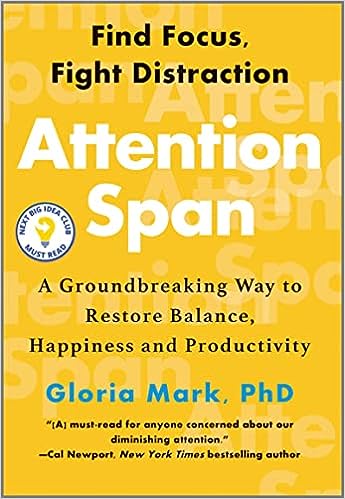 Find Focus,
Fight Distraction
Attention
Span
NEXT BIG IDEA CLUB
MUST READ
A Groundbreaking Way to
Restore Balance,
Happiness and Productivity
Gloria Mark, PhD
"[A] must-read for anyone concerned about our
diminishing attention."
—Cal Newport, New York Times bestselling author